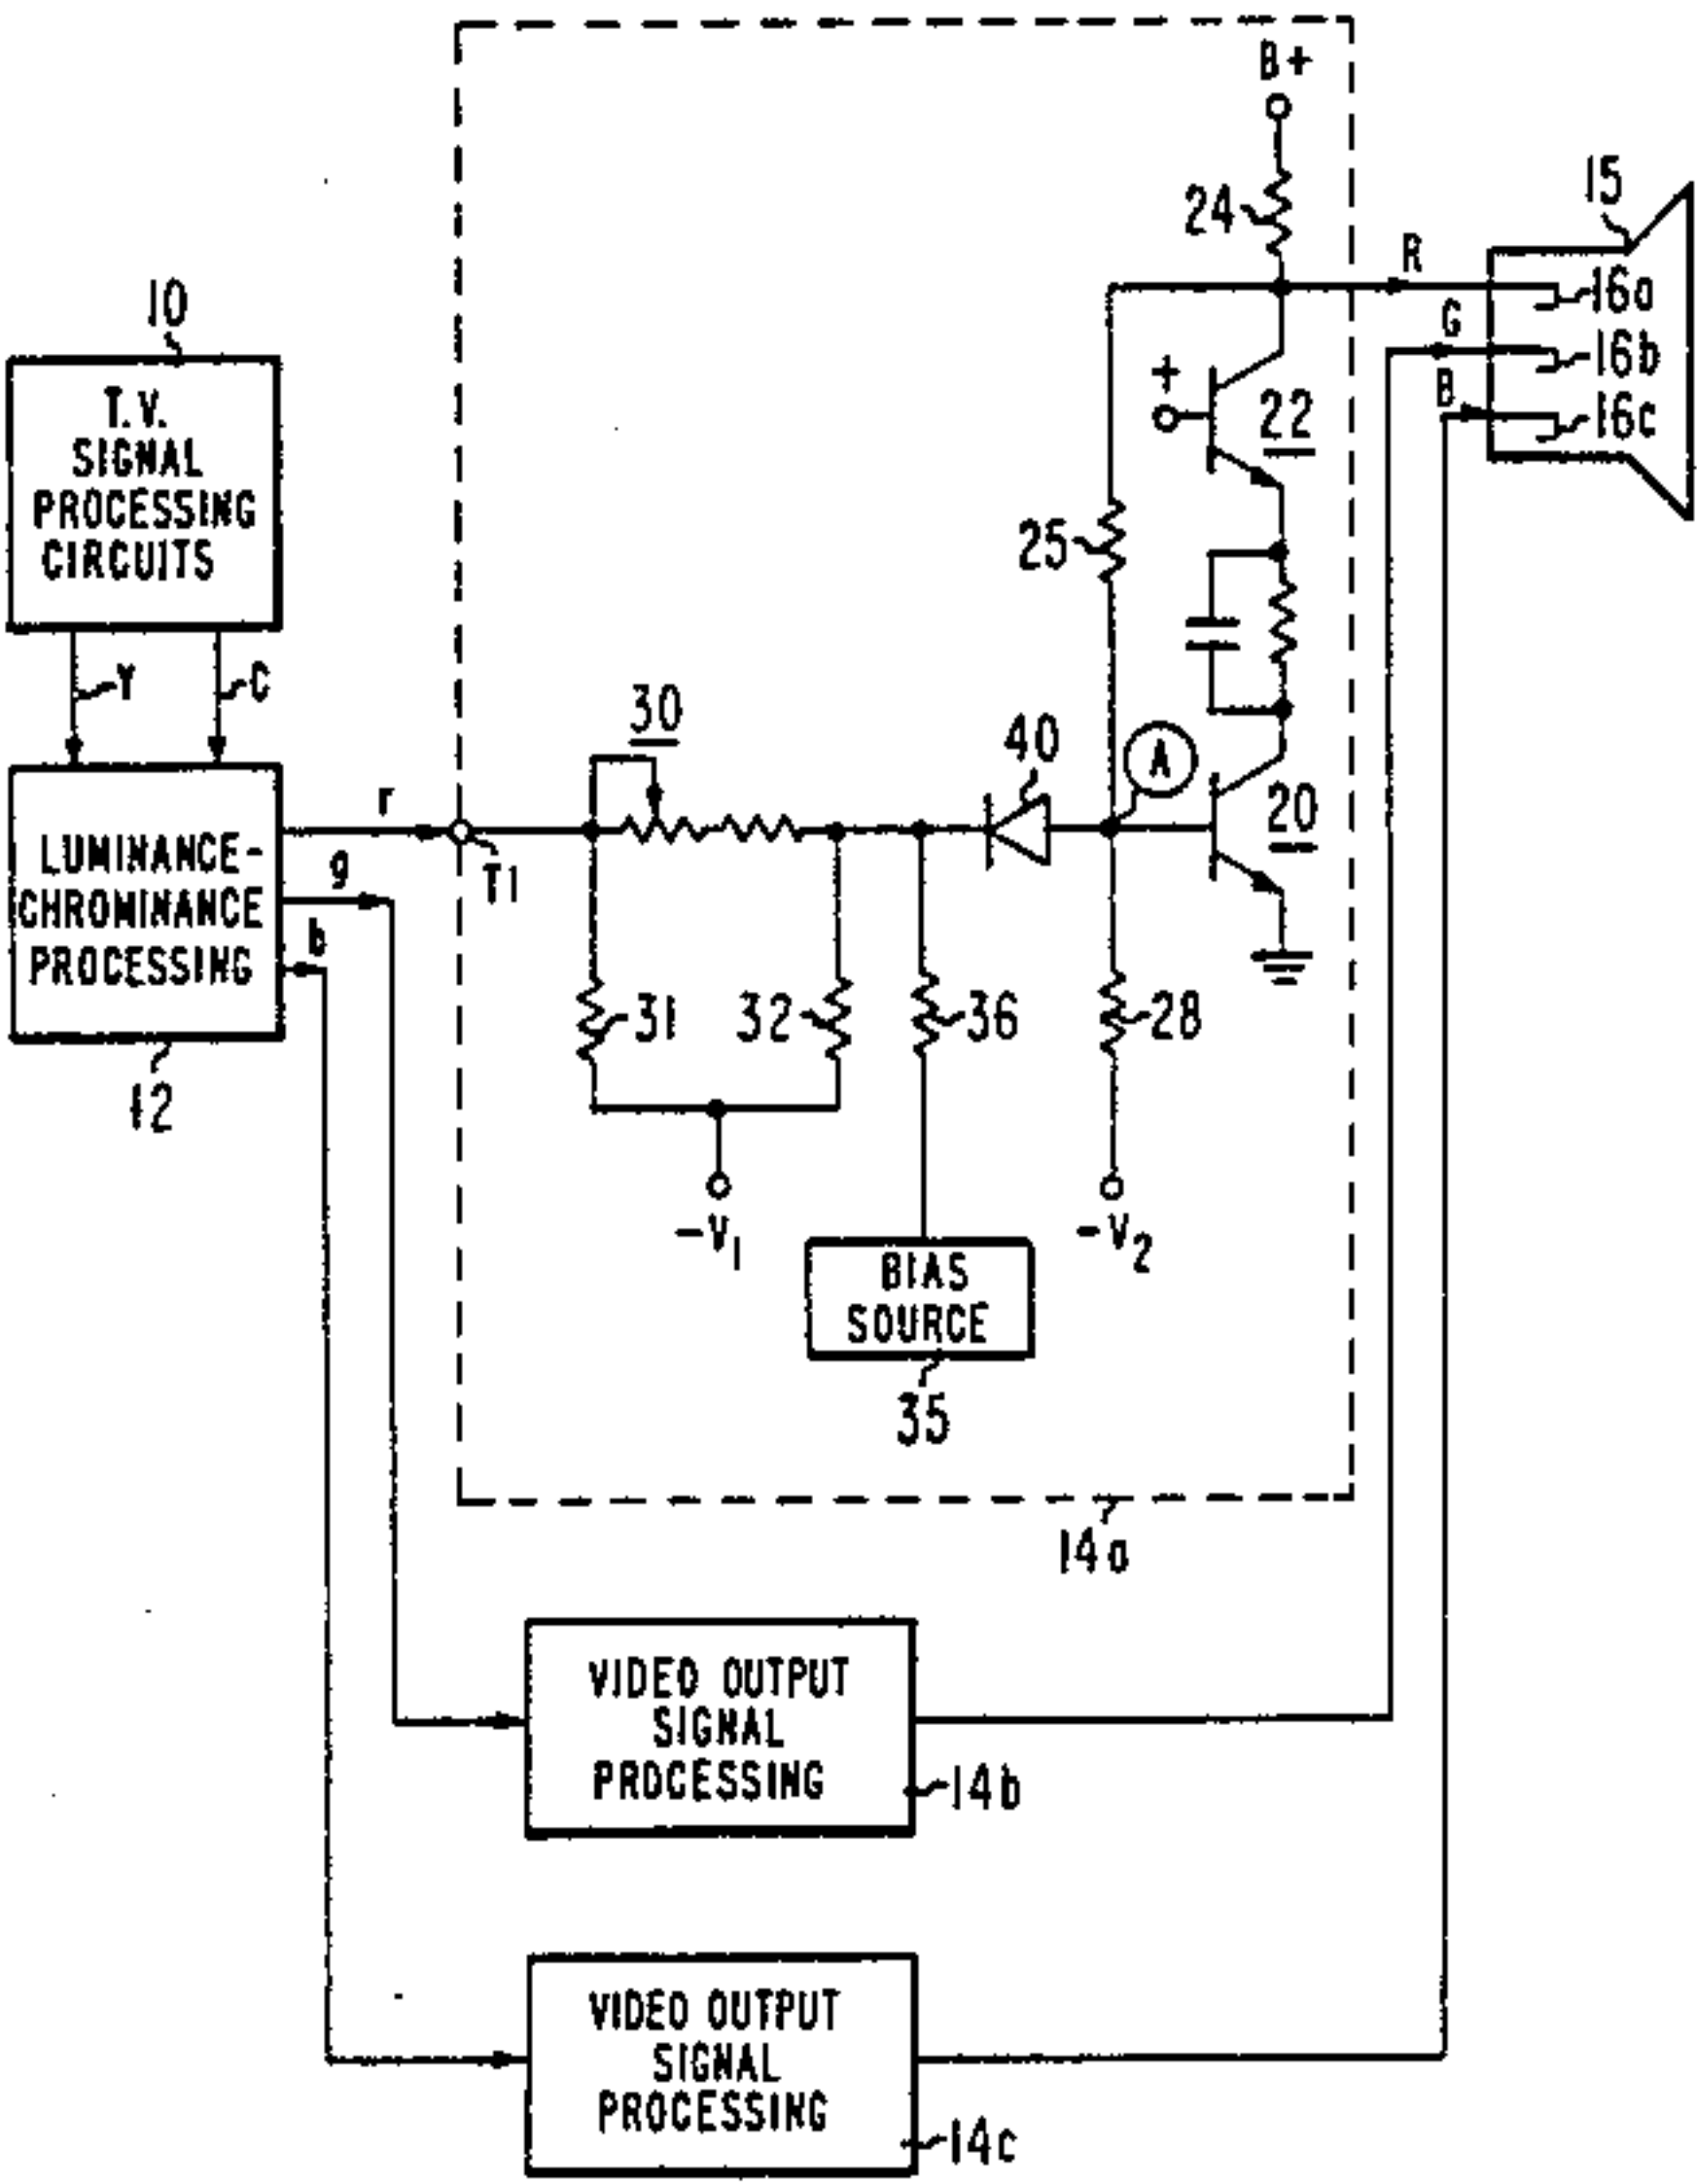 B+
24
15
R
16a
G
16b
B
16c
10
T.V.
SIGNAL
PROCESSING
CIRCUITS
+
22
25
Y
C
30
40
A
20
r
T1
LUMINANCE-
CHROMINANCE
PROCESSING
g
b
12
31
32
36
28
-V1
-V2
BIAS
SOURCE
35
14a
VIDEO OUTPUT
SIGNAL
PROCESSING
14b
VIDEO OUTPUT
SIGNAL
PROCESSING
14c